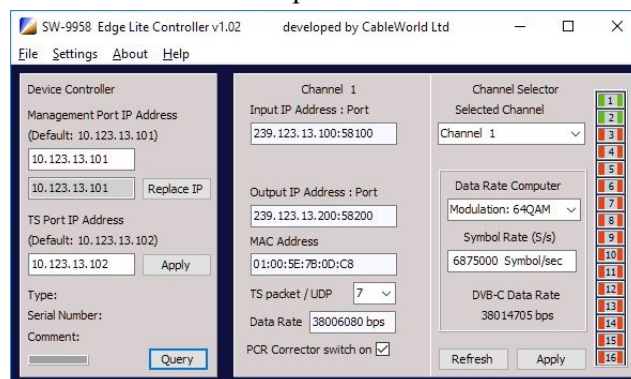 SW-9958 Edge Lite Controller v1.02 developed by CableWorld Ltd
File Settings About Help
Device Controller
Management Port IP Address
(Default: 10.123.13.101)
10.123.13.101
10.123.13.101 Replace IP
TS Port IP Address
(Default: 10.123.13.102)
10.123.13.102 Apply
Type:
Serial Number:
Comment:
Query
Channel 1
Input IP Address : Port
239.123.13.100:58100
Output IP Address : Port
239.123.13.200:58200
MAC Address
01:00:5E:7B:0D:C8
TS packet / UDP 7
Data Rate 38006080 bps
PCR Corrector switch on
Channel Selector
Selected Channel
Channel 1
Data Rate Computer
Modulation: 64QAM
Symbol Rate (S/s)
6875000 Symbol/sec
DVB-C Data Rate
38014705 bps
Refresh Apply
1
2
3
4
5
6
7
8
9
10
11
12
13
14
15
16